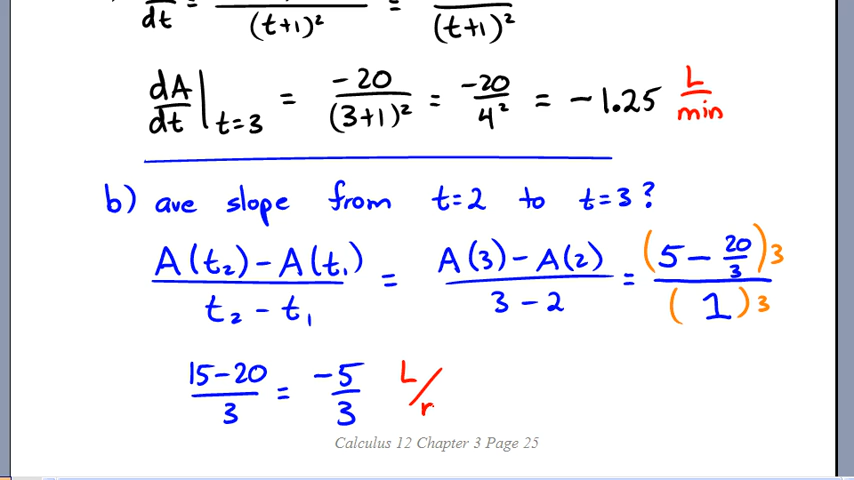 dt = (t+1)² = (t+1)²
dA/dt |t=3 = -20/(3+1)² = -20/4² = -1.25 L/min
b) ave slope from t=2 to t=3?
A(t₂)-A(t₁)/t₂-t₁ = A(3)-A(2)/3-2 = (5-20/3)3/(1)3
15-20/3 = -5/3 L/r
Calculus 12 Chapter 3 Page 25